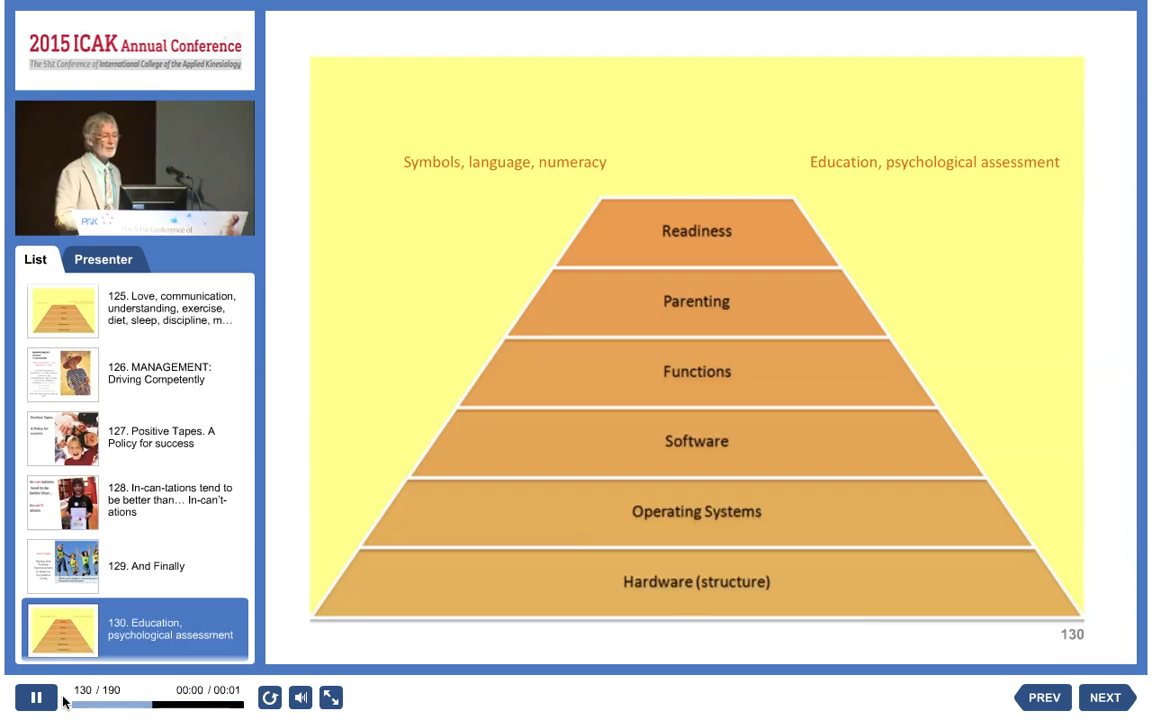 2015 ICAK Annual Conference
The 51st Conference of International College of the Applied Kinesiology
List
Presenter
125. Love, communication,
understanding, exercise,
diet, sleep, discipline, m…
126. MANAGEMENT:
Driving Competently
127. Positive Tapes. A
Policy for success
128. In-can-tations tend to
be better than… In-can't-
ations
129. And Finally
130. Education,
psychological assessment
130 / 190
00:00 / 00:01
Symbols, language, numeracy
Education, psychological assessment
Readiness
Parenting
Functions
Software
Operating Systems
Hardware (structure)
130
PREV
NEXT